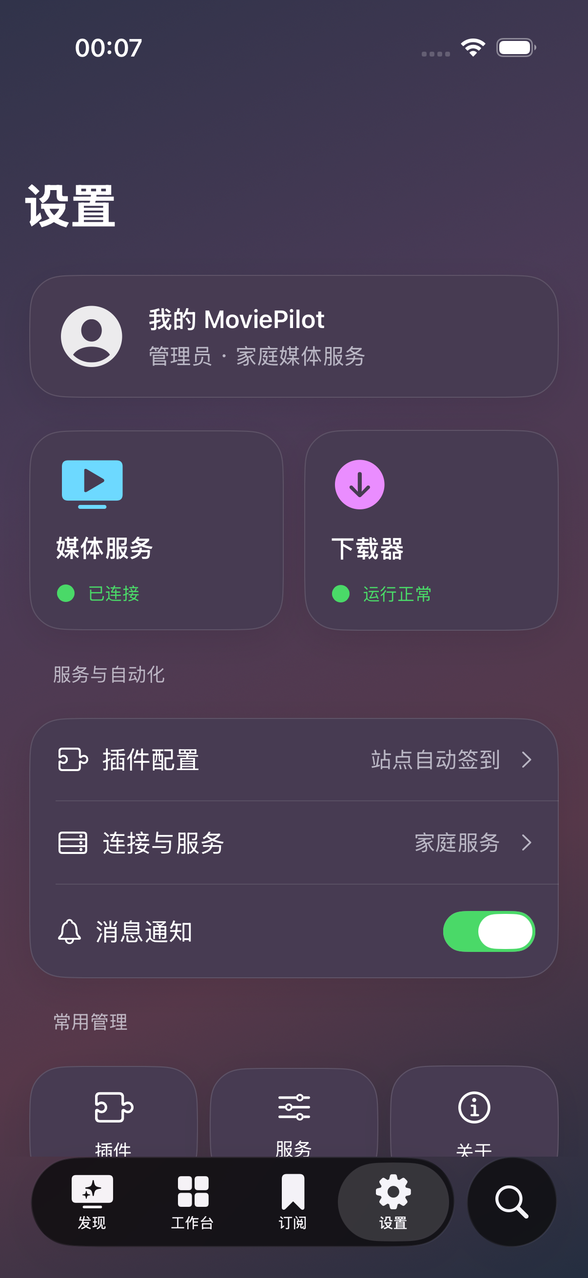 00:07
设置
我的 MoviePilot
管理员 · 家庭媒体服务
媒体服务
已连接
下载器
运行正常
服务与自动化
插件配置
站点自动签到
连接与服务
家庭服务
消息通知
常用管理
插件
服务
关于
发现
工作台
订阅
设置